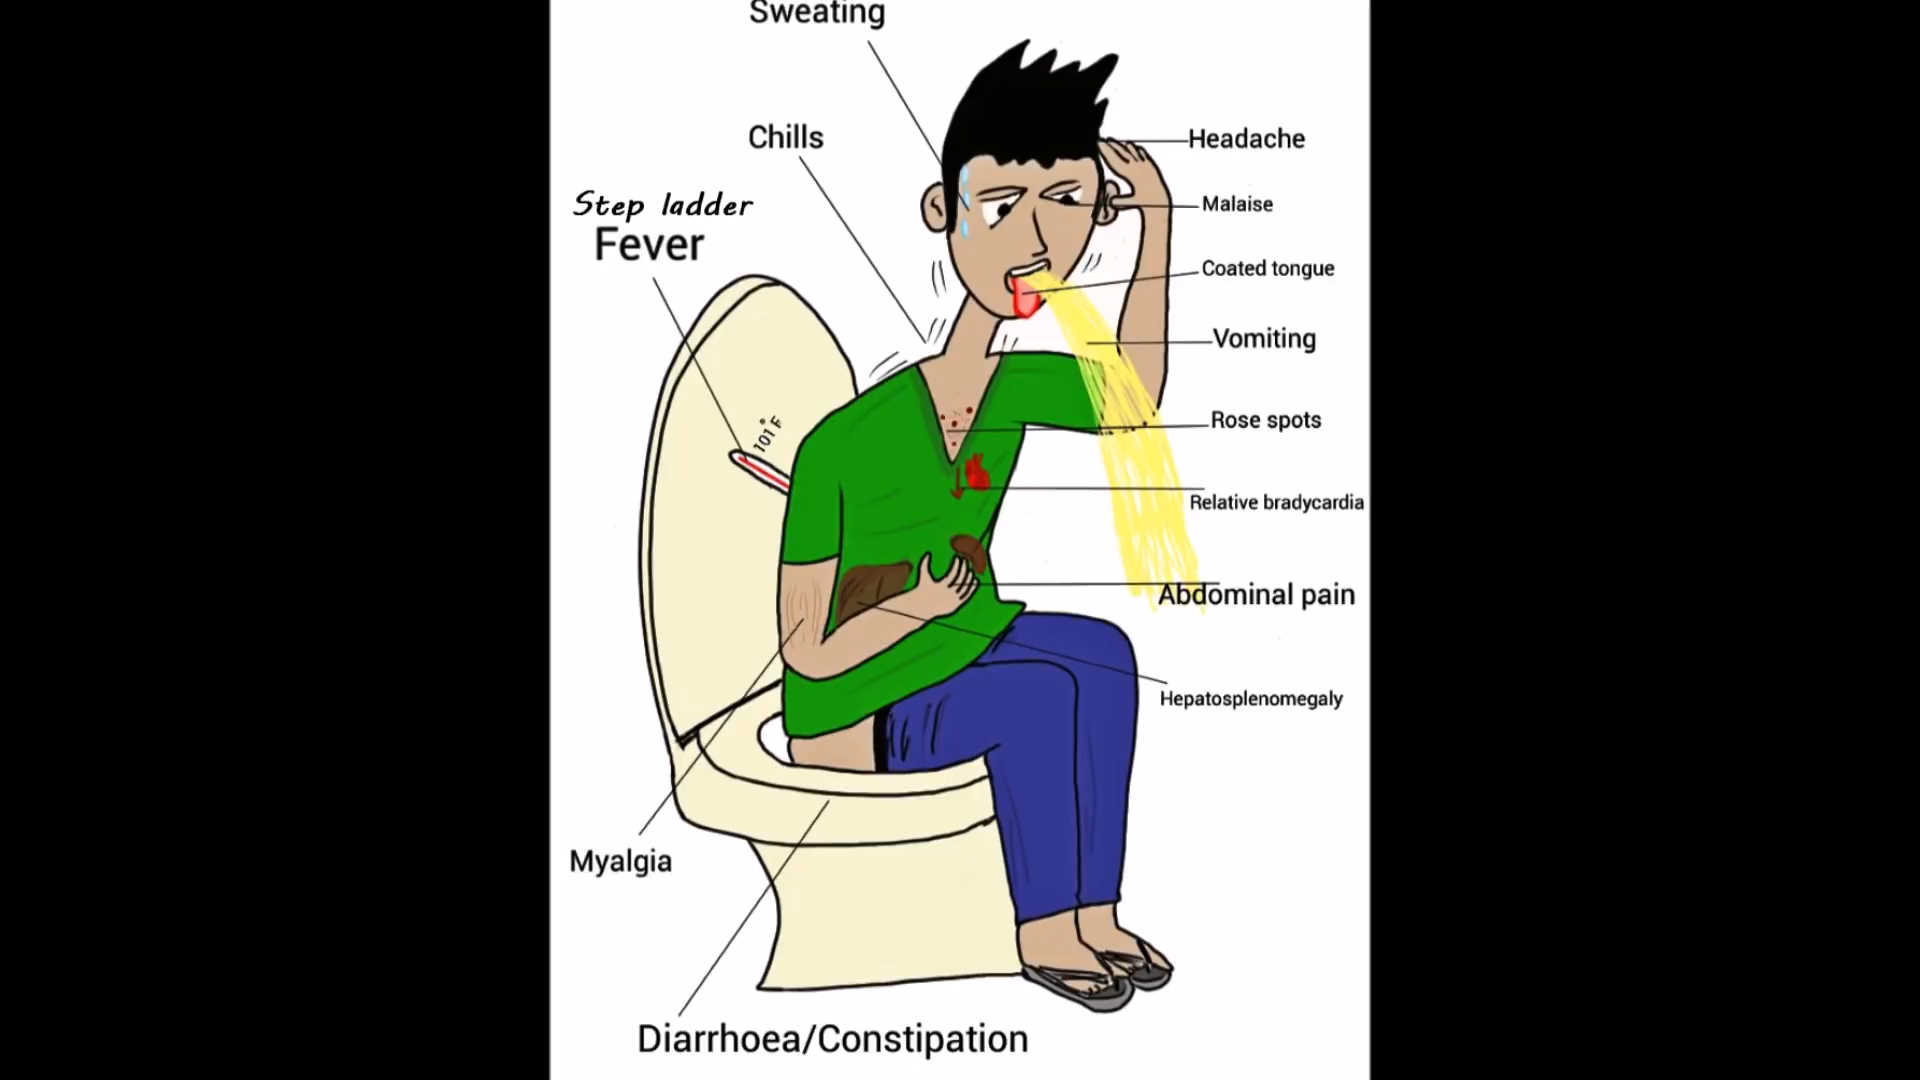 Sweating
Chills
Headache
Step ladder
Fever
Malaise
Coated tongue
Vomiting
101°F
Rose spots
Relative bradycardia
Abdominal pain
Hepatosplenomegaly
Myalgia
Diarrhoea/Constipation